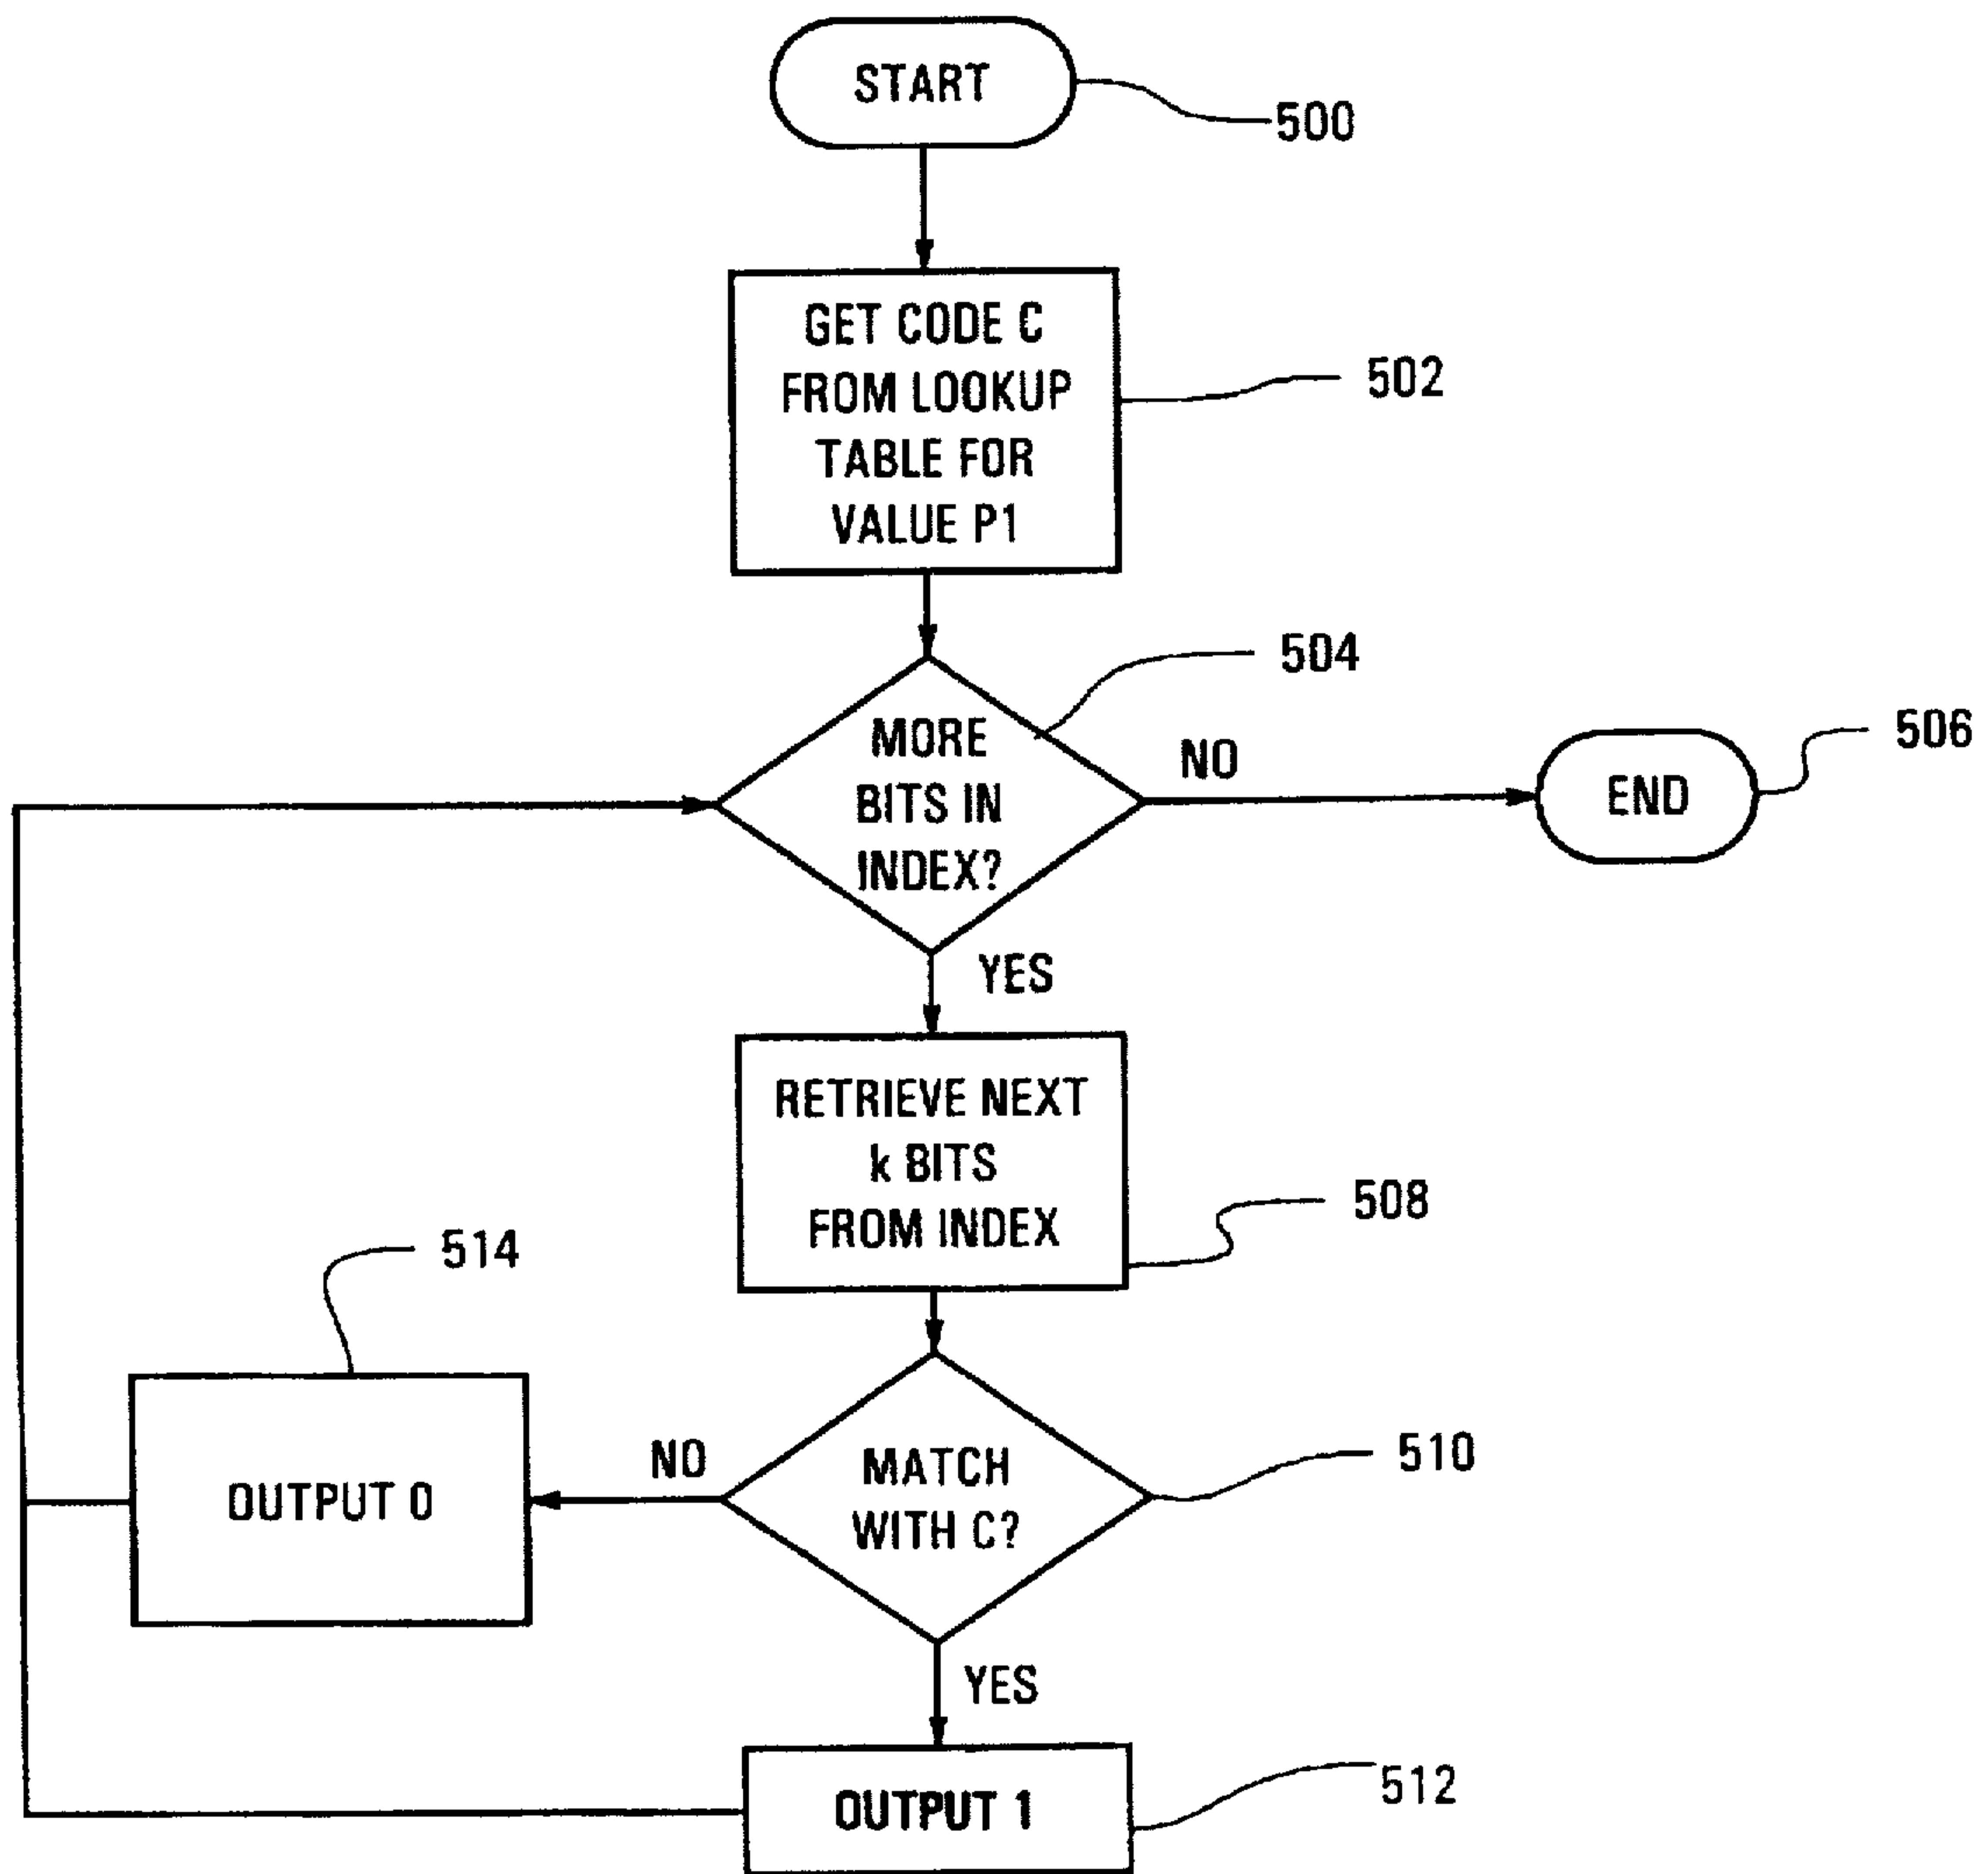 START
500
GET CODE C
FROM LOOKUP
TABLE FOR
VALUE P1
502
504
MORE
BITS IN
INDEX?
NO
END
506
YES
RETRIEVE NEXT
k BITS
FROM INDEX
508
514
OUTPUT 0
NO
MATCH
WITH C?
510
YES
OUTPUT 1
512